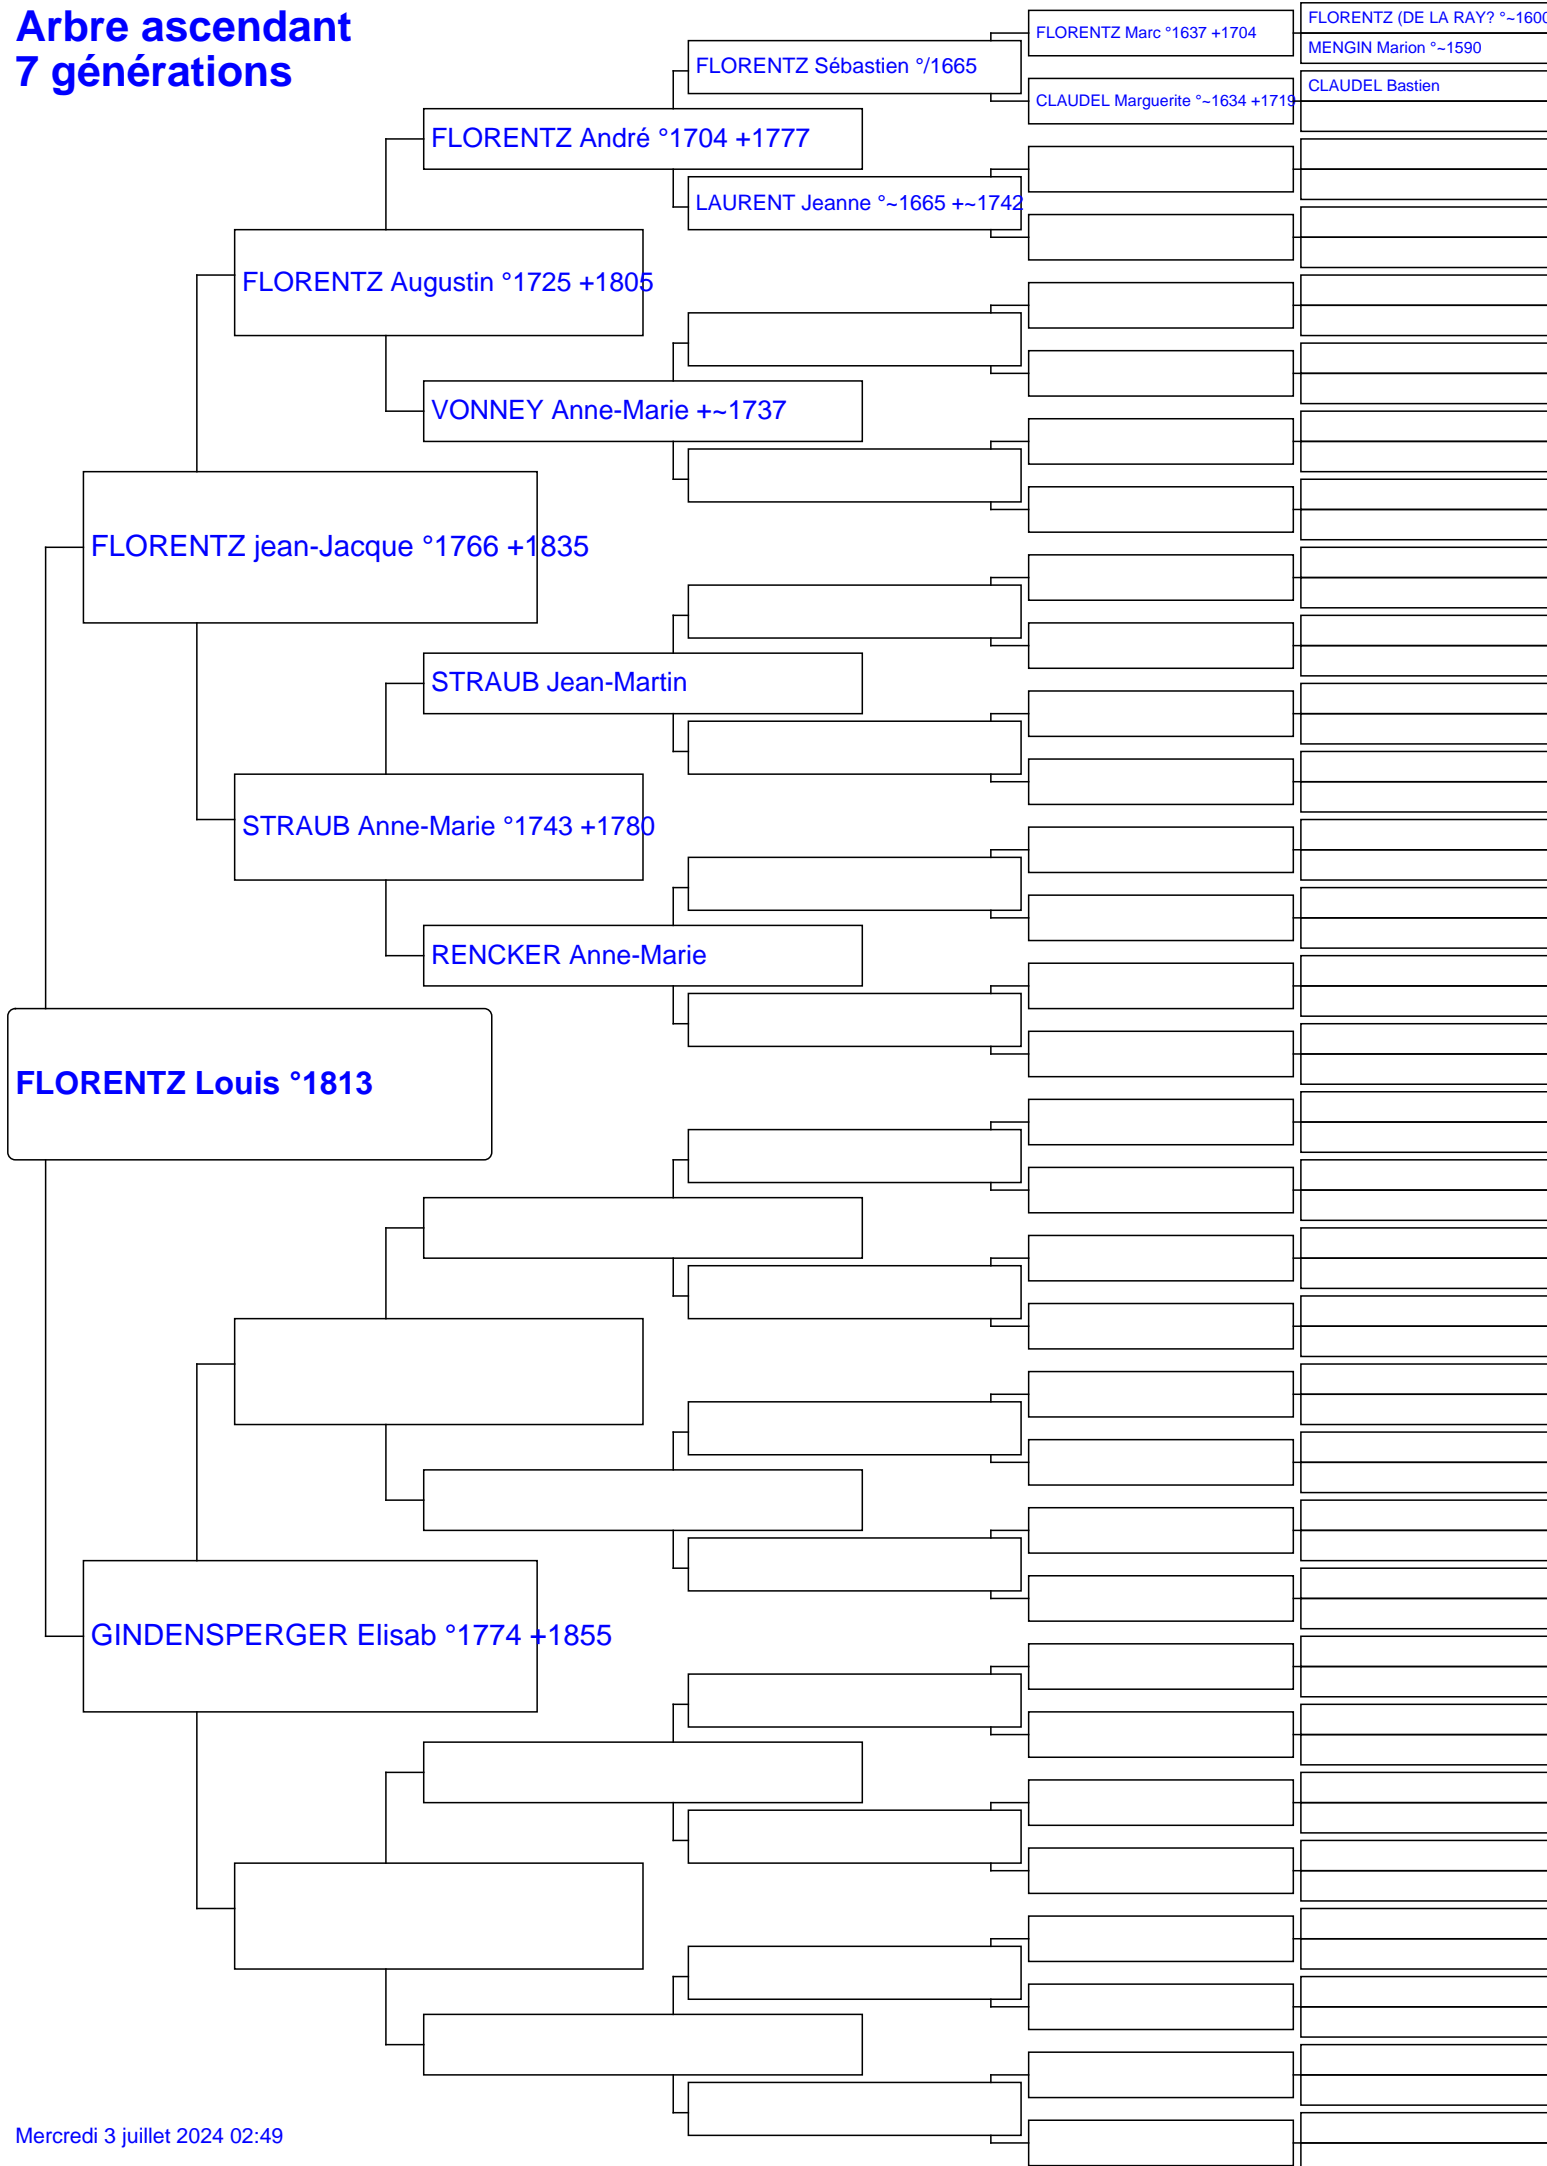 Arbre ascendant
7 générations
FLORENTZ Marc °1637 +1704
FLORENTZ (DE LA RAY? °~1600
MENGIN Marion °~1590
FLORENTZ Sébastien °/1665
CLAUDEL Marguerite °~1634 +1719
CLAUDEL Bastien
FLORENTZ André °1704 +1777
LAURENT Jeanne °~1665 +~1742
FLORENTZ Augustin °1725 +1805
VONNEY Anne-Marie +~1737
FLORENTZ jean-Jacque °1766 +1835
STRAUB Jean-Martin
STRAUB Anne-Marie °1743 +1780
RENCKER Anne-Marie
FLORENTZ Louis °1813
GINDENSPERGER Elisab °1774 +1855
Mercredi 3 juillet 2024 02:49